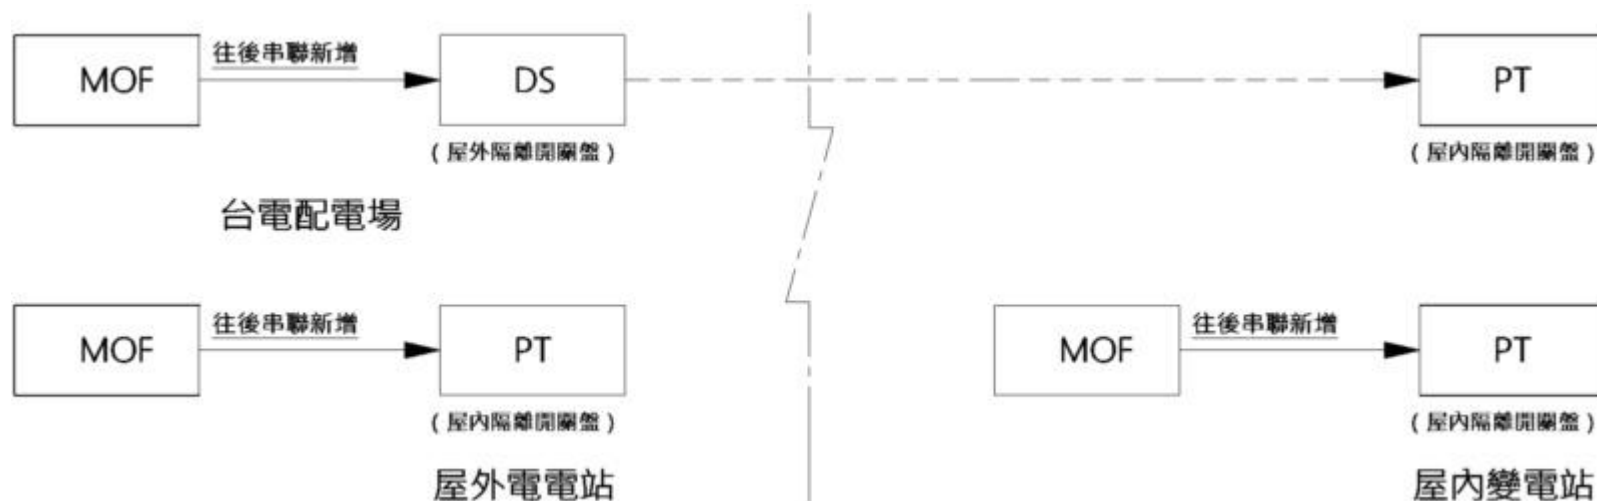 MOF 往後串聯新增 DS PT
(屋外隔離開關盤) (屋內隔離開關盤)
台電配電場
MOF 往後串聯新增 PT MOF 往後串聯新增 PT
(屋內隔離開關盤) (屋內隔離開關盤)
屋外電電站 屋內變電站